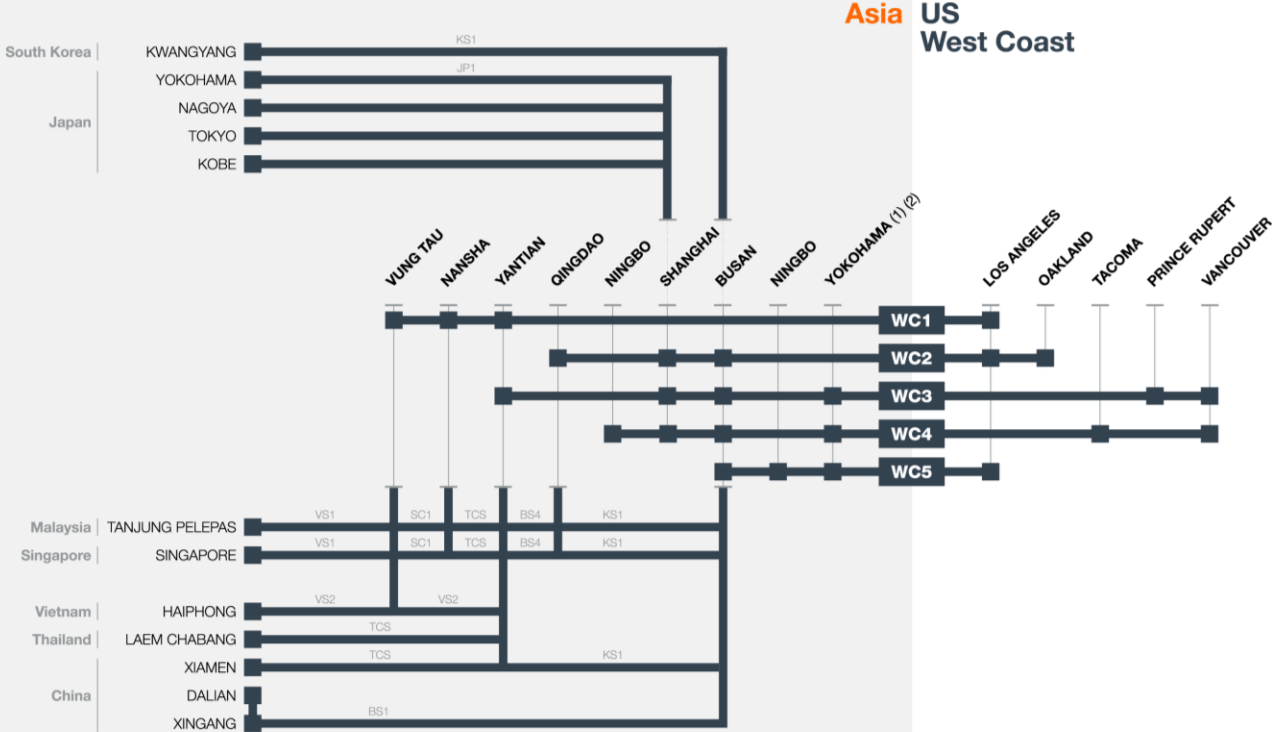 Asia US
West Coast
South Korea KWANGYANG KS1
YOKOHAMA JP1
NAGOYA
Japan
TOKYO
KOBE
VUNG TAU NANSHA YANTIAN QINGDAO NINGBO SHANGHAI BUSAN NINGBO YOKOHAMA (1) (2) LOS ANGELES OAKLAND TACOMA PRINCE RUPERT VANCOUVER
WC1
WC2
WC3
WC4
WC5
Malaysia TANJUNG PELEPAS VS1 SC1 TCS BS4 KS1
Singapore SINGAPORE VS1 SC1 TCS BS4 KS1
Vietnam HAIPHONG VS2 VS2
Thailand LAEM CHABANG TCS
XIAMEN TCS KS1
China DALIAN
XINGANG BS1